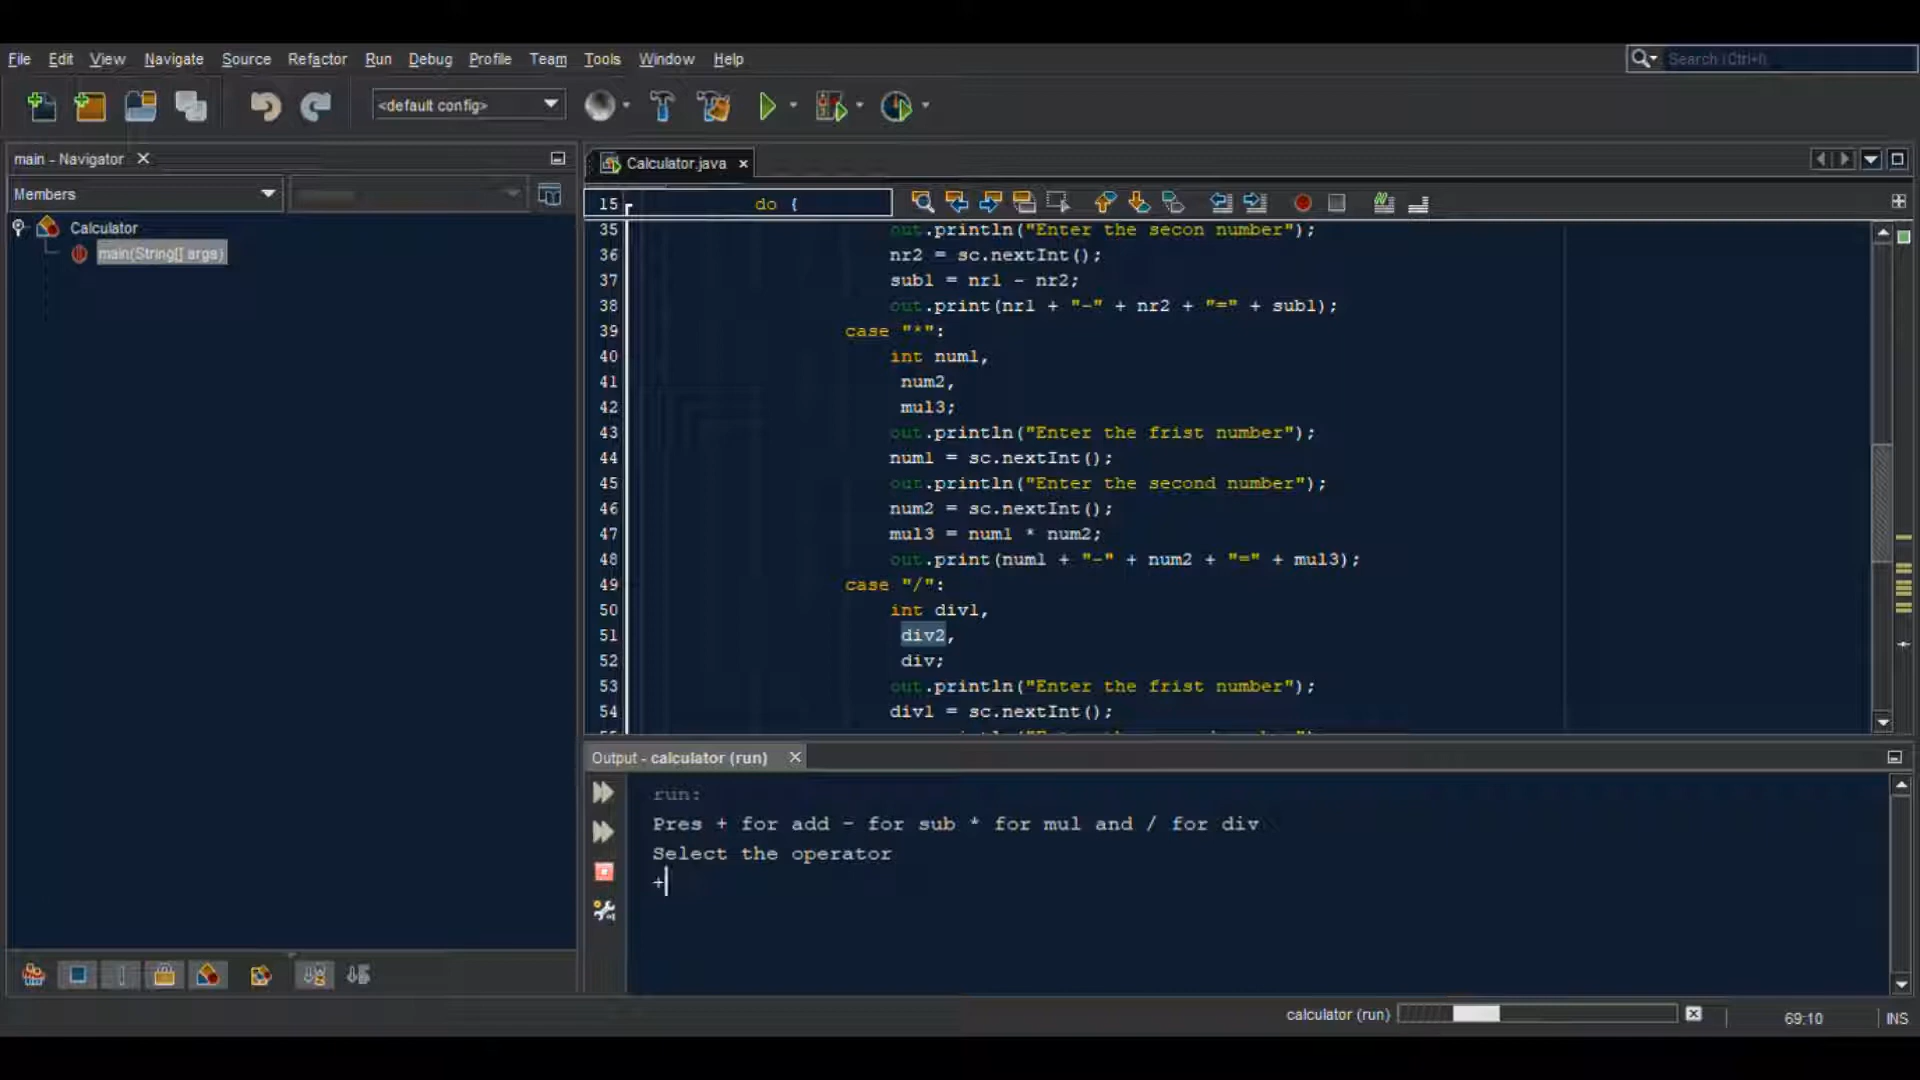 File Edit View Navigate Source Refactor Run Debug Profile Team Tools Window Help
Search (Ctrl+I)
<default config>
main - Navigator
Members
Calculator
main(String[] args)
Calculator.java
15 do {
35 out.println("Enter the secon number");
36 nr2 = sc.nextInt();
37 sub1 = nr1 - nr2;
38 out.print(nr1 + "-" + nr2 + "=" + sub1);
39 case "*":
40 int num1,
41 num2,
42 mul3;
43 out.println("Enter the frist number");
44 num1 = sc.nextInt();
45 out.println("Enter the second number");
46 num2 = sc.nextInt();
47 mul3 = num1 * num2;
48 out.print(num1 + "-" + num2 + "=" + mul3);
49 case "/":
50 int div1,
51 div2,
52 div;
53 out.println("Enter the frist number");
54 div1 = sc.nextInt();
Output - calculator (run)
run:
Pres + for add - for sub * for mul and / for div
Select the operator
+
calculator (run)
69:10
INS